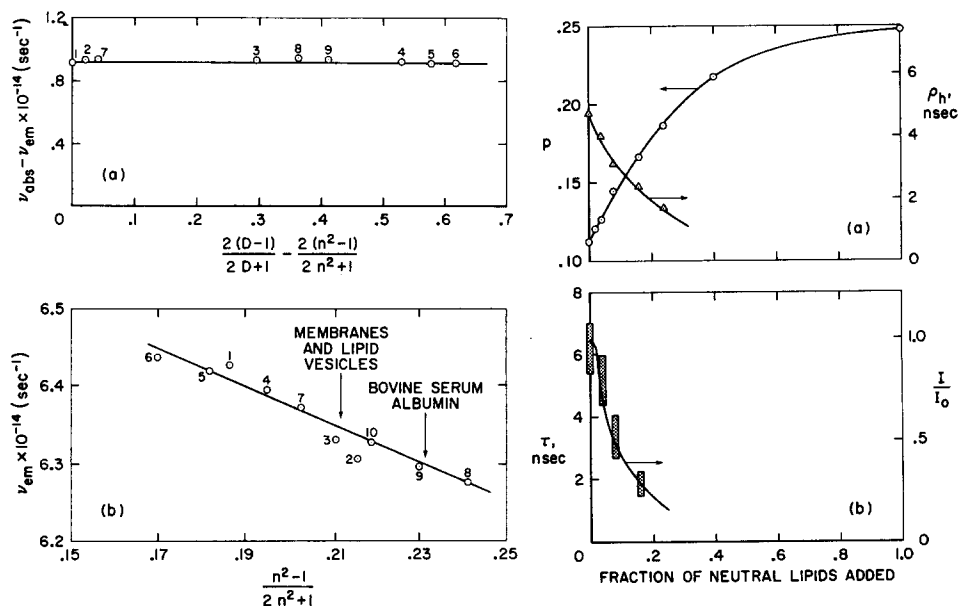 ν_abs − ν_em × 10⁻¹⁴ (sec⁻¹)
1.2
.8
.4
0
1 2 7 3 8 9 4 5 6
(a)
0 .1 .2 .3 .4 .5 .6 .7
2(D−1)/2D+1 − 2(n²−1)/2n²+1
ν_em × 10⁻¹⁴ (sec⁻¹)
6.5
6.4
6.3
6.2
MEMBRANES
AND LIPID
VESICLES
BOVINE SERUM
ALBUMIN
6 5 1 4 7 3 2 10 9 8
(b)
.15 .17 .19 .21 .23 .25
n²−1/2n²+1
p
.25
.20
.15
.10
ρh,
nsec
6
4
2
0
(a)
τ,
nsec
8
6
4
2
I/I₀
1.0
.5
0
(b)
0 .2 .4 .6 .8 1.0
FRACTION OF NEUTRAL LIPIDS ADDED